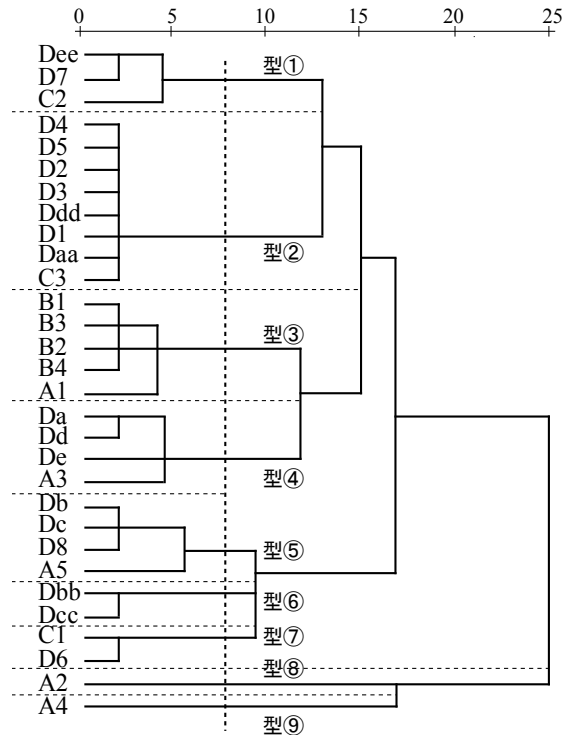 0 5 10 15 20 25
Dee 型①
D7
C2
D4
D5
D2
D3
Ddd
D1
Daa 型②
C3
B1
B3 型③
B2
B4
A1
Da
Dd
De
A3 型④
Db
Dc
D8 型⑤
A5
Dbb 型⑥
Dcc
C1 型⑦
D6 型⑧
A2
A4 型⑨